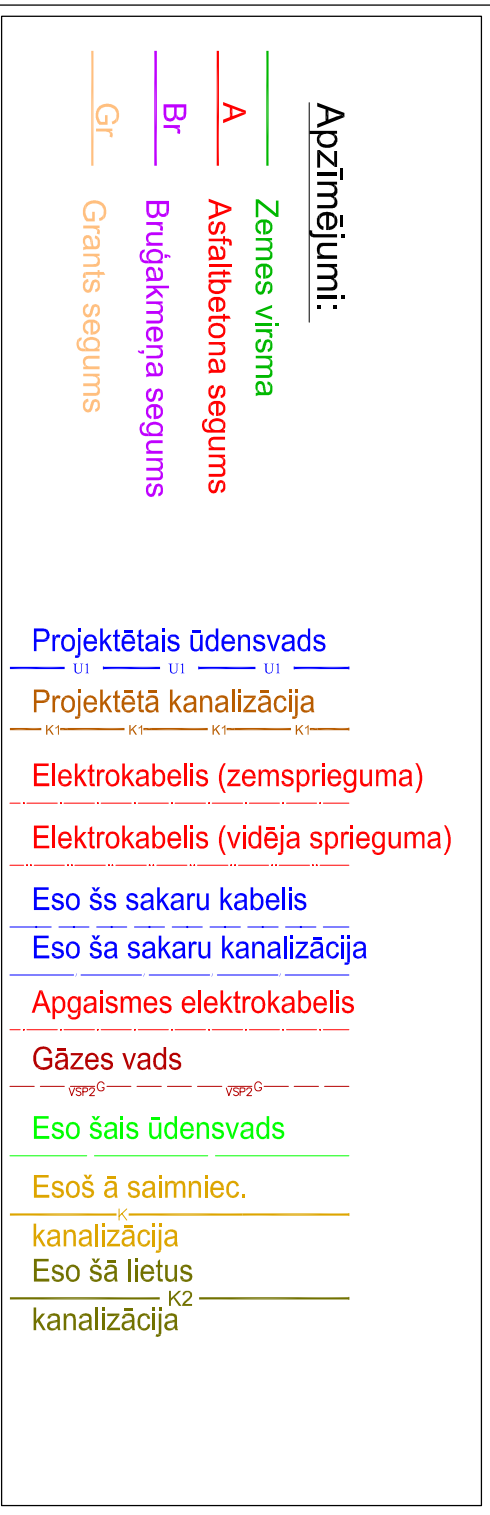 Apzīmējumi:
Zemes virsma
A Asfaltbetona segums
Br Bruģakmeņa segums
Gr Grants segums
Projektētais ūdensvads
U1 U1 U1
Projektētā kanalizācija
K1 K1 K1 K1
Elektrokabelis (zemsprieguma)
Elektrokabelis (vidēja sprieguma)
Eso šs sakaru kabelis
Eso ša sakaru kanalizācija
Apgaismes elektrokabelis
Gāzes vads
VSP2 G VSP2 G
Eso šais ūdensvads
Esoš ā saimniec.
K
kanalizācija
Eso šā lietus
K2
kanalizācija